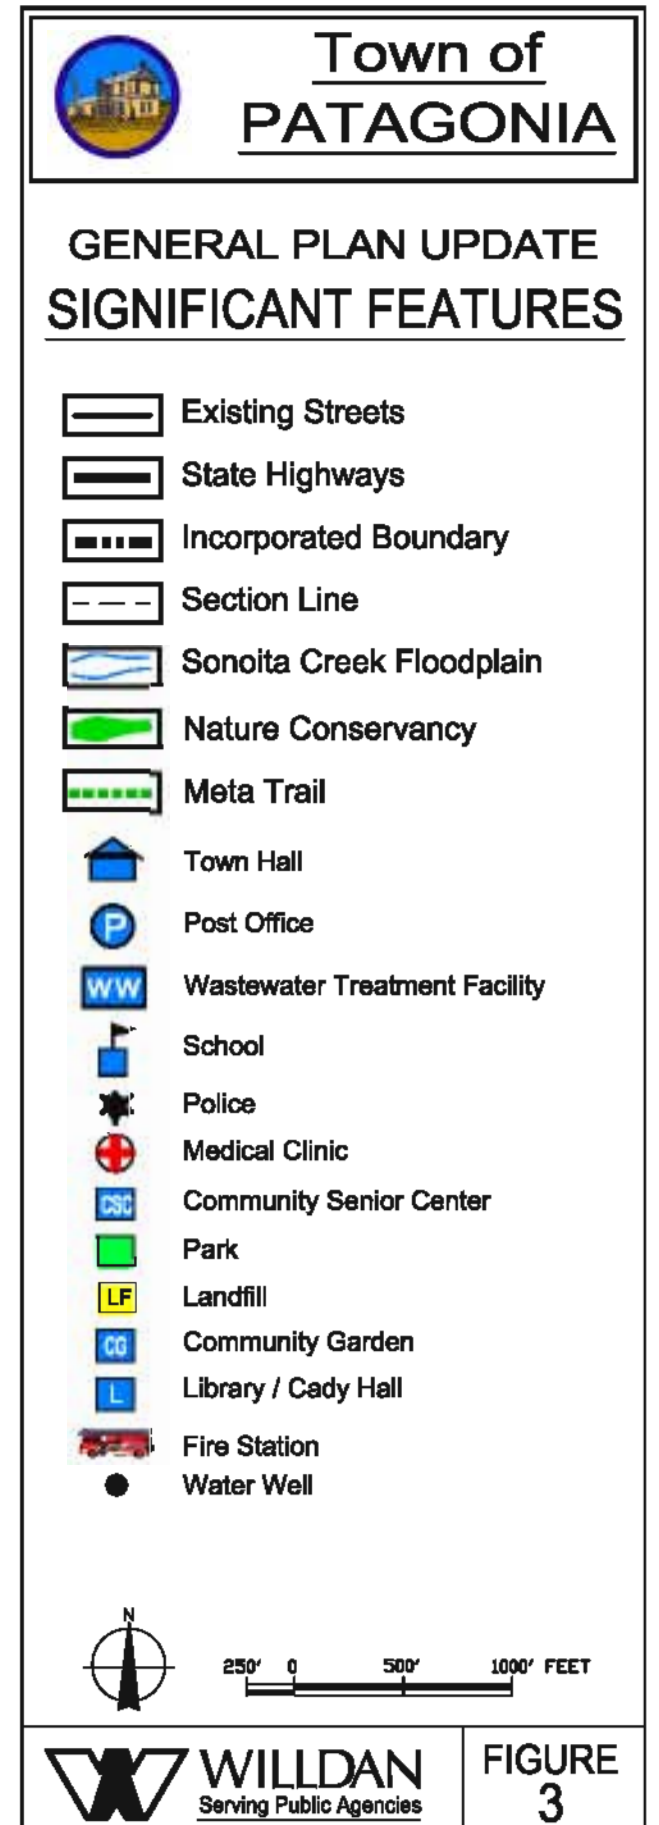 Town of
PATAGONIA
GENERAL PLAN UPDATE
SIGNIFICANT FEATURES
Existing Streets
State Highways
Incorporated Boundary
Section Line
Sonoita Creek Floodplain
Nature Conservancy
Meta Trail
Town Hall
P Post Office
WW Wastewater Treatment Facility
School
Police
Medical Clinic
CSC Community Senior Center
Park
LF Landfill
CG Community Garden
L Library / Cady Hall
Fire Station
Water Well
N
250' 0 500' 1000' FEET
WILLDAN
Serving Public Agencies
FIGURE
3